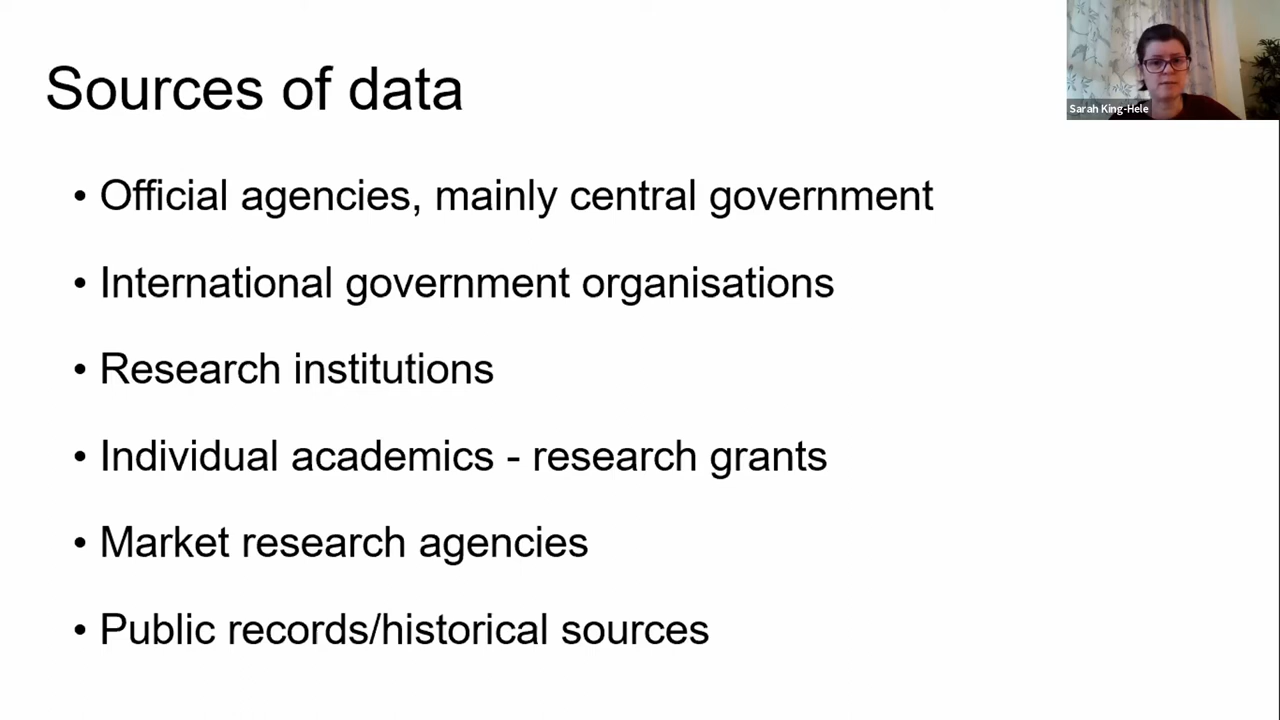 Sources of data
Sarah King-Hele
• Official agencies, mainly central government
• International government organisations
• Research institutions
• Individual academics - research grants
• Market research agencies
• Public records/historical sources